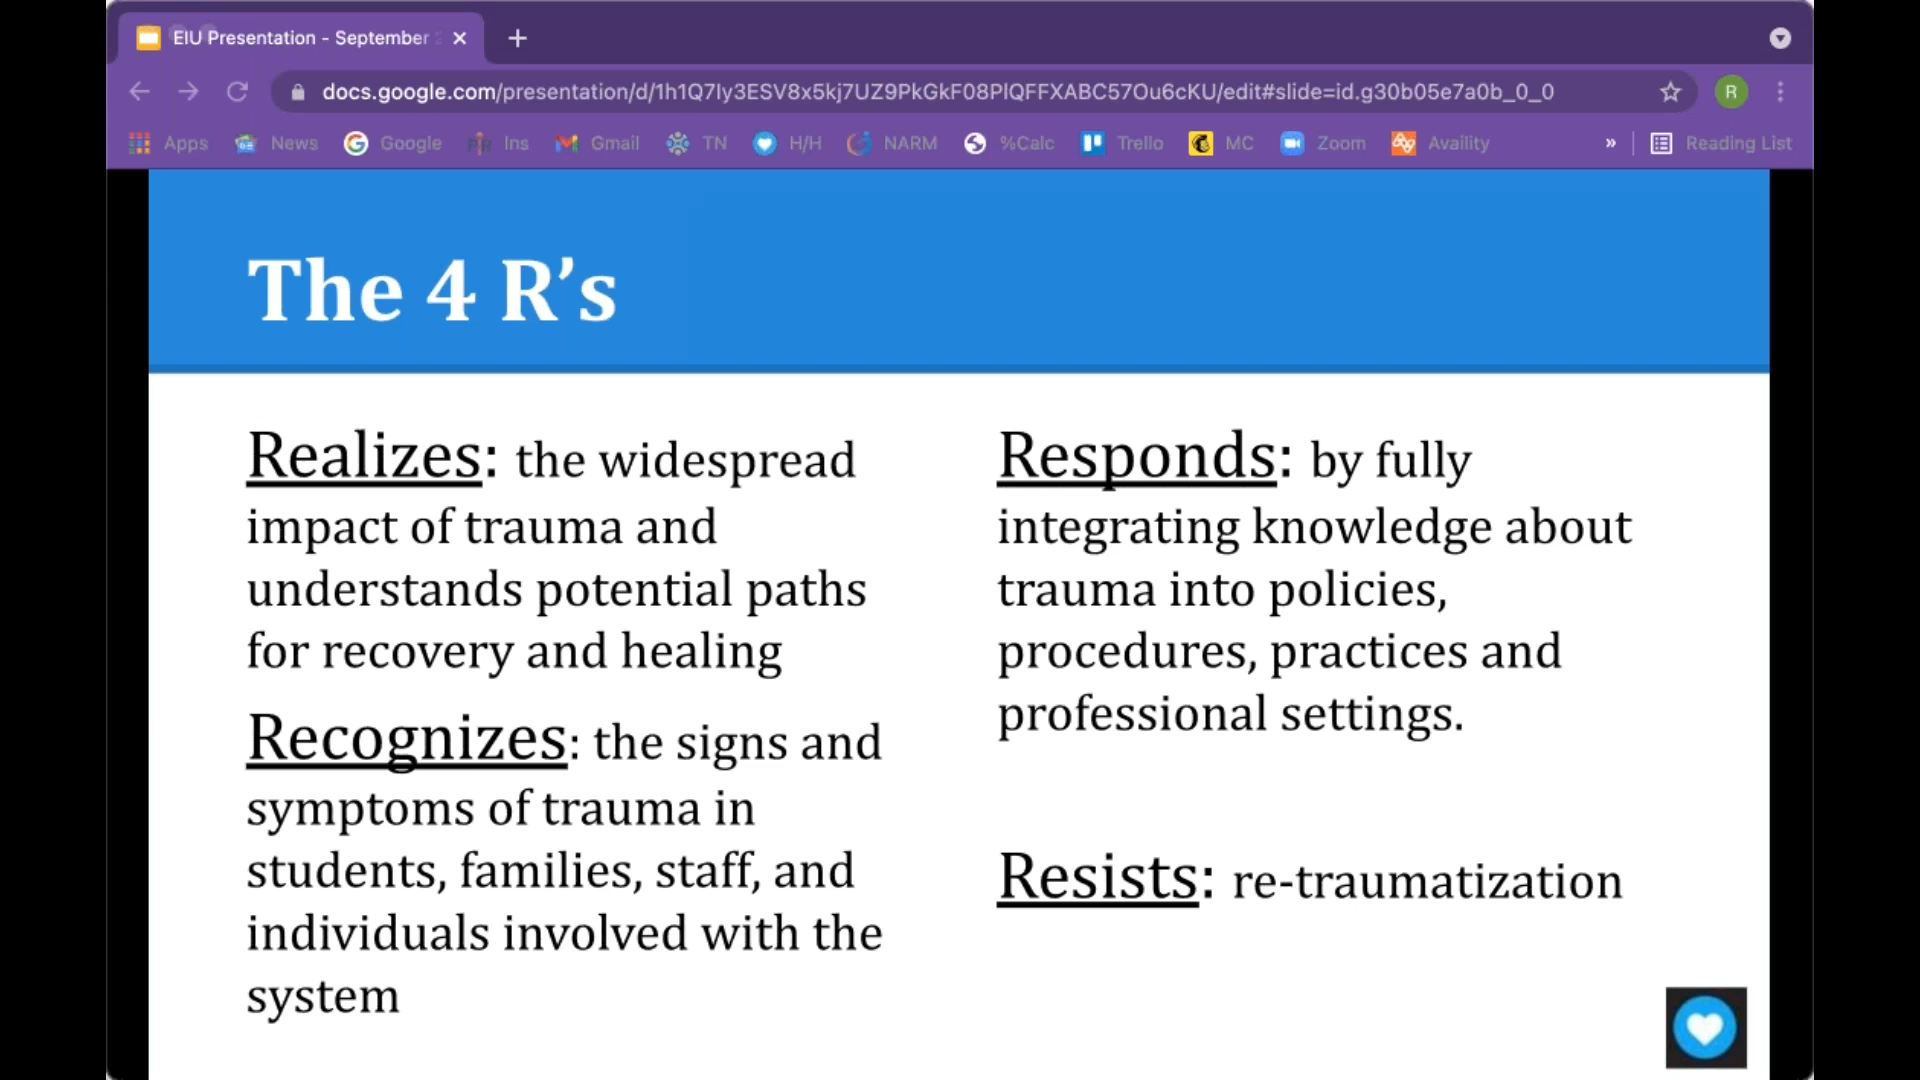 EIU Presentation - September
docs.google.com/presentation/d/1h1Q7Iy3ESV8x5kj7UZ9PkGkF08PlQFFXABC57Ou6cKU/edit#slide=id.g30b05e7a0b_0_0
R
Apps News Google Ins Gmail TN H/H NARM %Calc Trello MC Zoom Availity » Reading List
The 4 R’s
Realizes: the widespread
impact of trauma and
understands potential paths
for recovery and healing
Recognizes: the signs and
symptoms of trauma in
students, families, staff, and
individuals involved with the
system
Responds: by fully
integrating knowledge about
trauma into policies,
procedures, practices and
professional settings.
Resists: re-traumatization